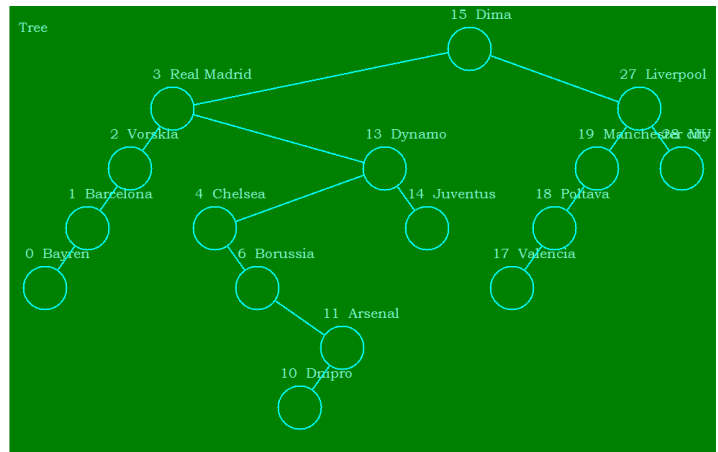 15 Dima
Tree
3 Real Madrid
27 Liverpool
2 Vorskla
13 Dynamo
19 Manchester city
28 MU
1 Barcelona
4 Chelsea
14 Juventus
18 Poltava
0 Bayren
6 Borussia
17 Valencia
11 Arsenal
10 Dnipro